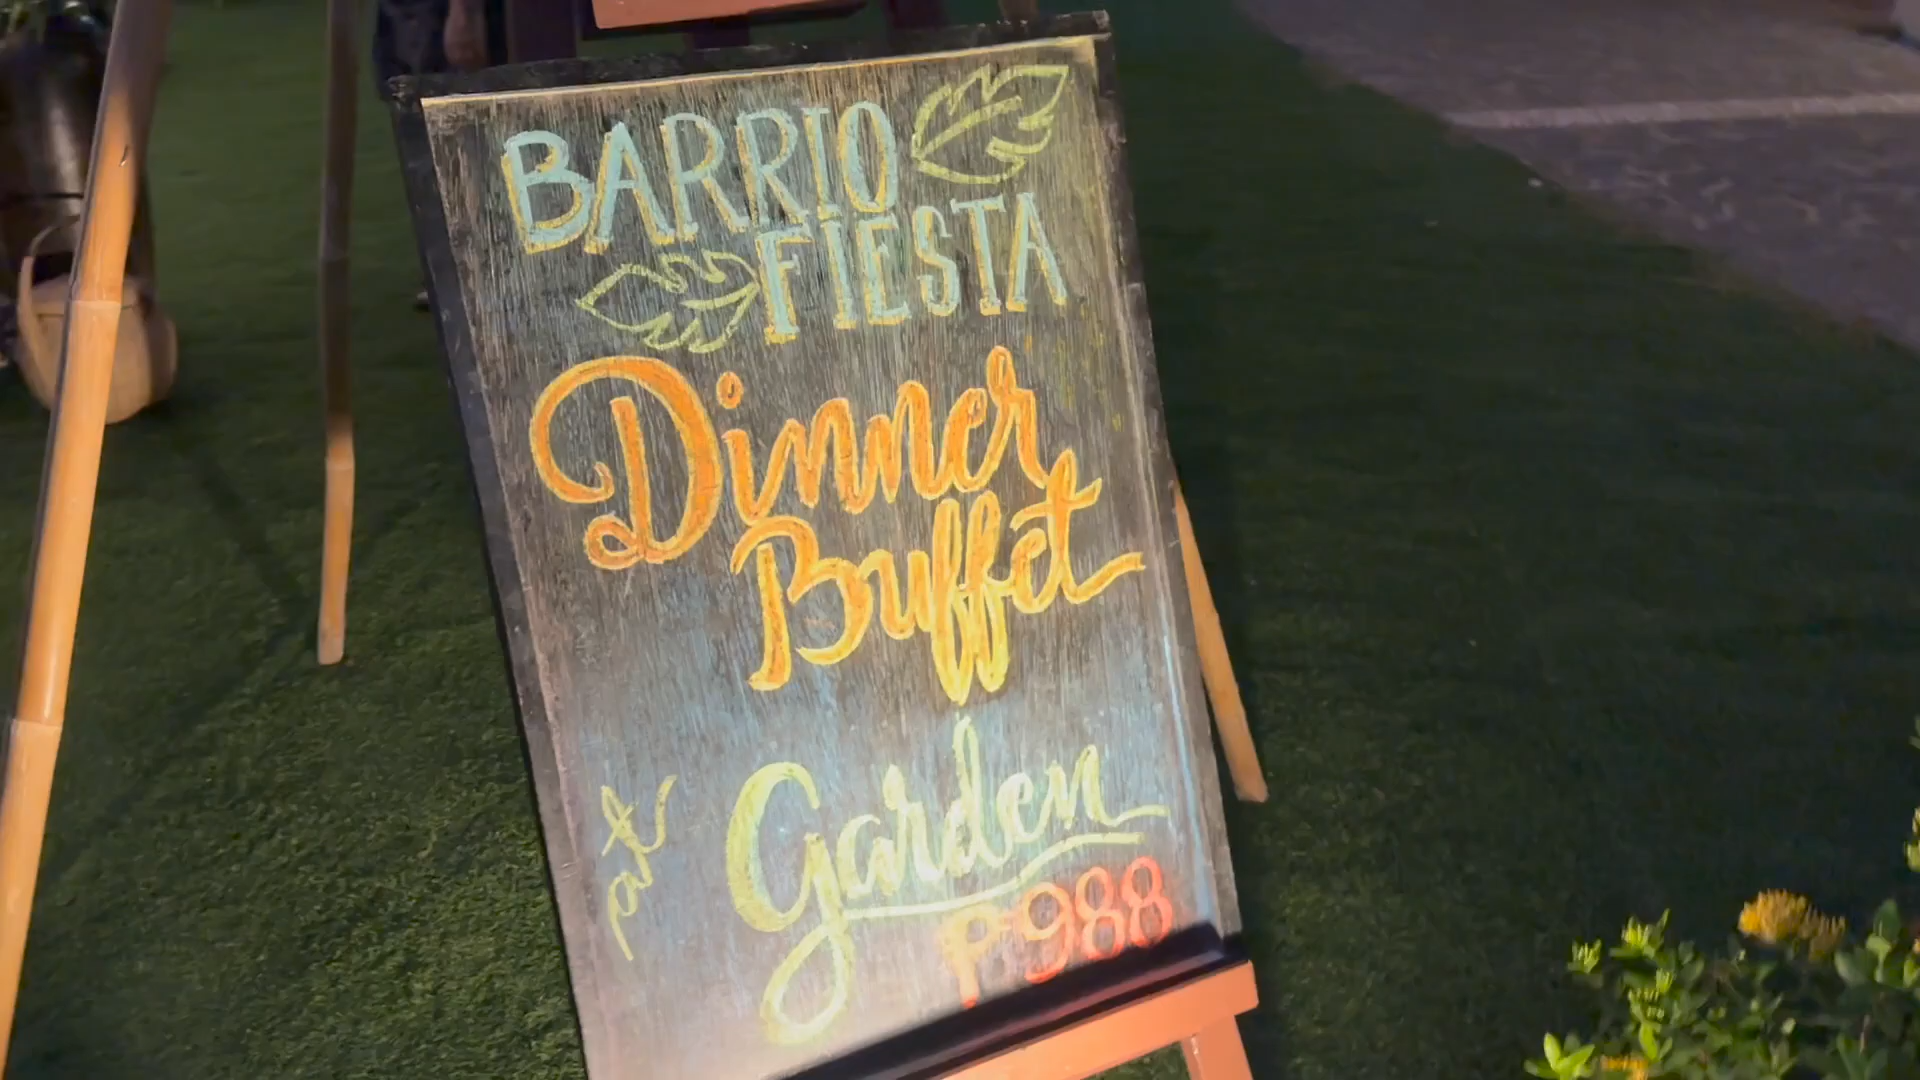 BARRIO
FIESTA
Dinner
Buffet
at
Garden
₱988